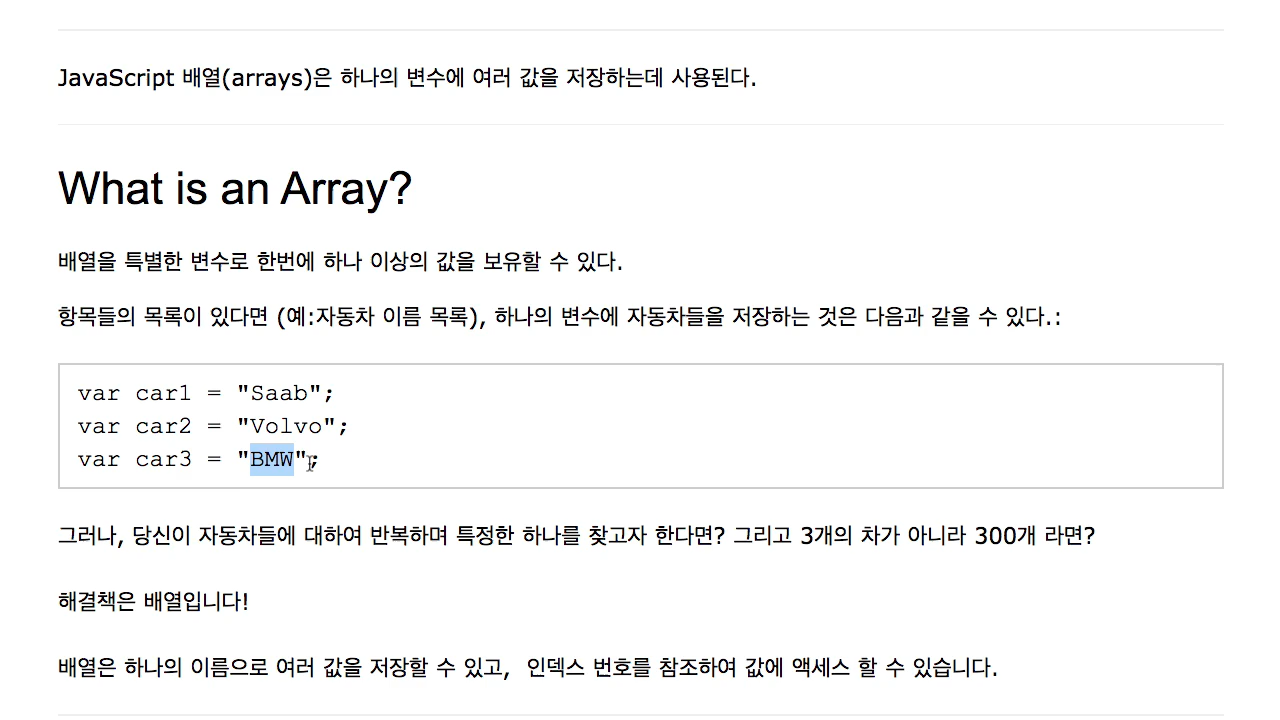 JavaScript 배열(arrays)은 하나의 변수에 여러 값을 저장하는데 사용된다.
What is an Array?
배열을 특별한 변수로 한번에 하나 이상의 값을 보유할 수 있다.
항목들의 목록이 있다면 (예:자동차 이름 목록), 하나의 변수에 자동차들을 저장하는 것은 다음과 같을 수 있다.:
var car1 = "Saab";
var car2 = "Volvo";
var car3 = "BMW";
그러나, 당신이 자동차들에 대하여 반복하며 특정한 하나를 찾고자 한다면? 그리고 3개의 차가 아니라 300개 라면?
해결책은 배열입니다!
배열은 하나의 이름으로 여러 값을 저장할 수 있고, 인덱스 번호를 참조하여 값에 액세스 할 수 있습니다.